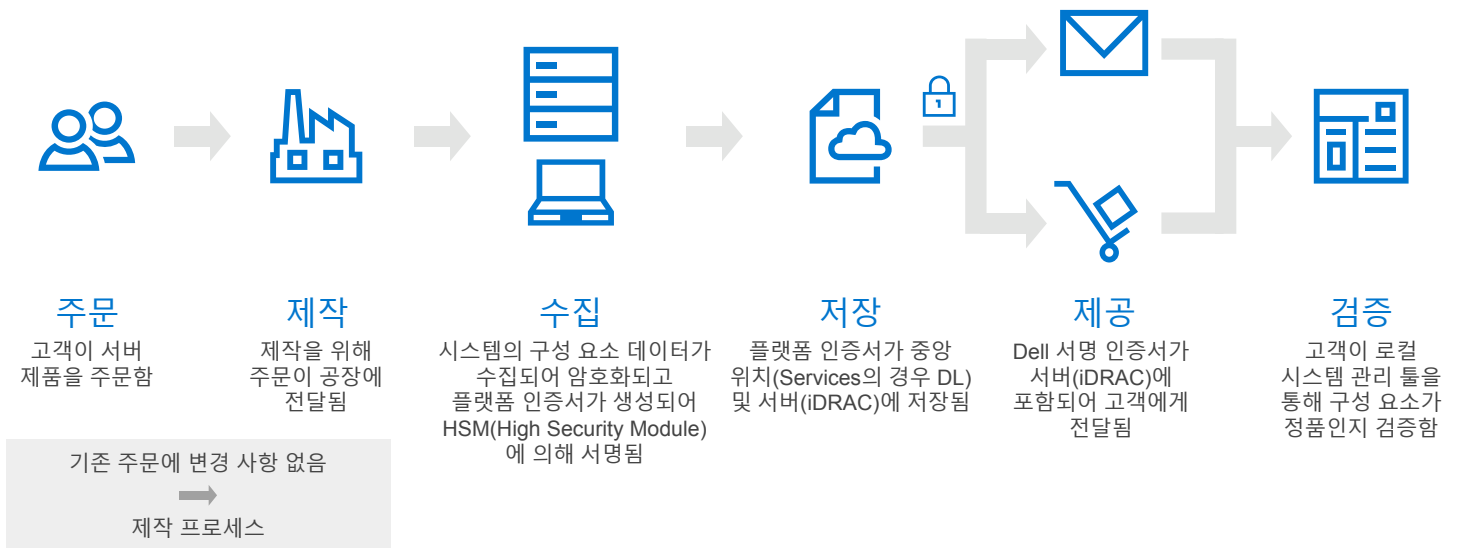 1
주문
고객이 서버
제품을 주문함
제작
제작을 위해
주문이 공장에
전달됨
수집
시스템의 구성 요소 데이터가
수집되어 암호화되고
플랫폼 인증서가 생성되어
HSM(High Security Module)
에 의해 서명됨
저장
플랫폼 인증서가 중앙
위치(Services의 경우 DL)
및 서버(iDRAC)에 저장됨
제공
Dell 서명 인증서가
서버(iDRAC)에
포함되어 고객에게
전달됨
검증
고객이 로컬
시스템 관리 툴을
통해 구성 요소가
정품인지 검증함
기존 주문에 변경 사항 없음
제작 프로세스